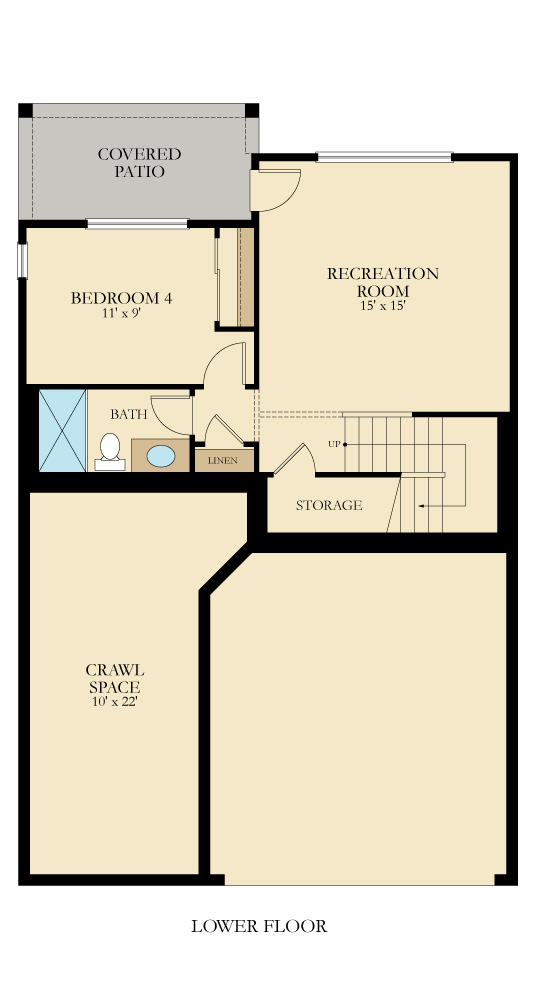 COVERED
PATIO
RECREATION
ROOM
15' x 15'
BEDROOM 4
11' x 9'
BATH
UP
LINEN
STORAGE
CRAWL
SPACE
10' x 22'
LOWER FLOOR